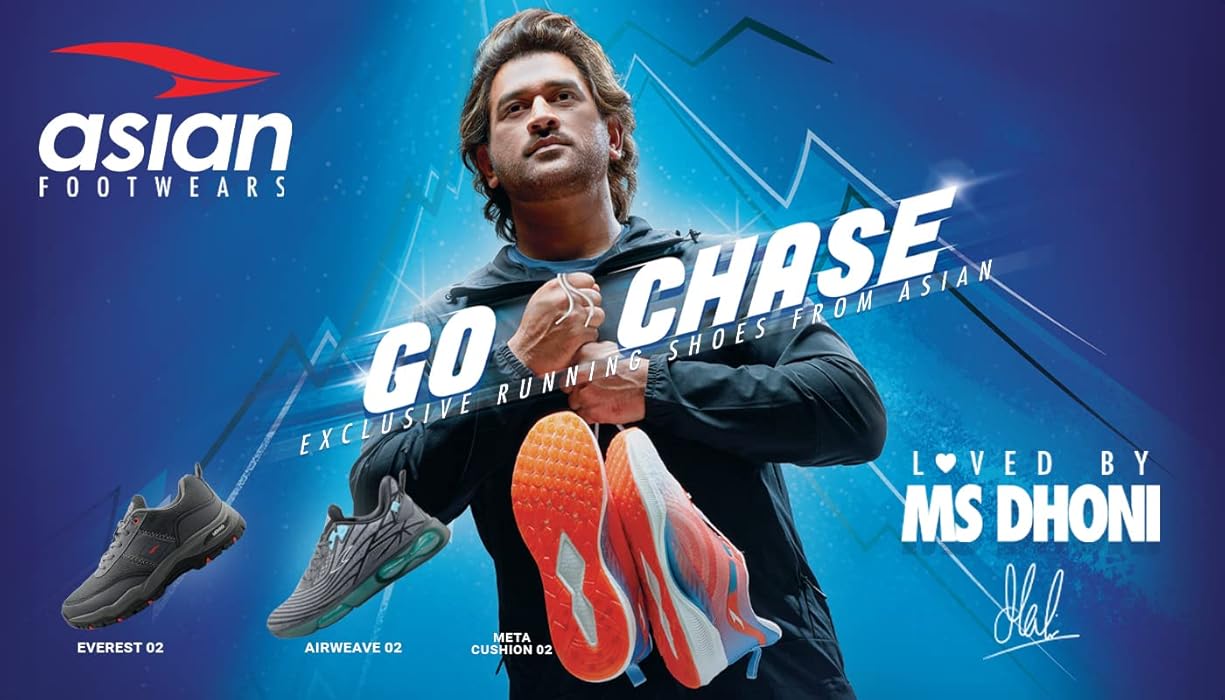 asian
FOOTWEARS
GO CHASE
EXCLUSIVE RUNNING SHOES FROM ASIAN
L♥VED BY
MS DHONI
EVEREST 02
AIRWEAVE 02
META
CUSHION 02